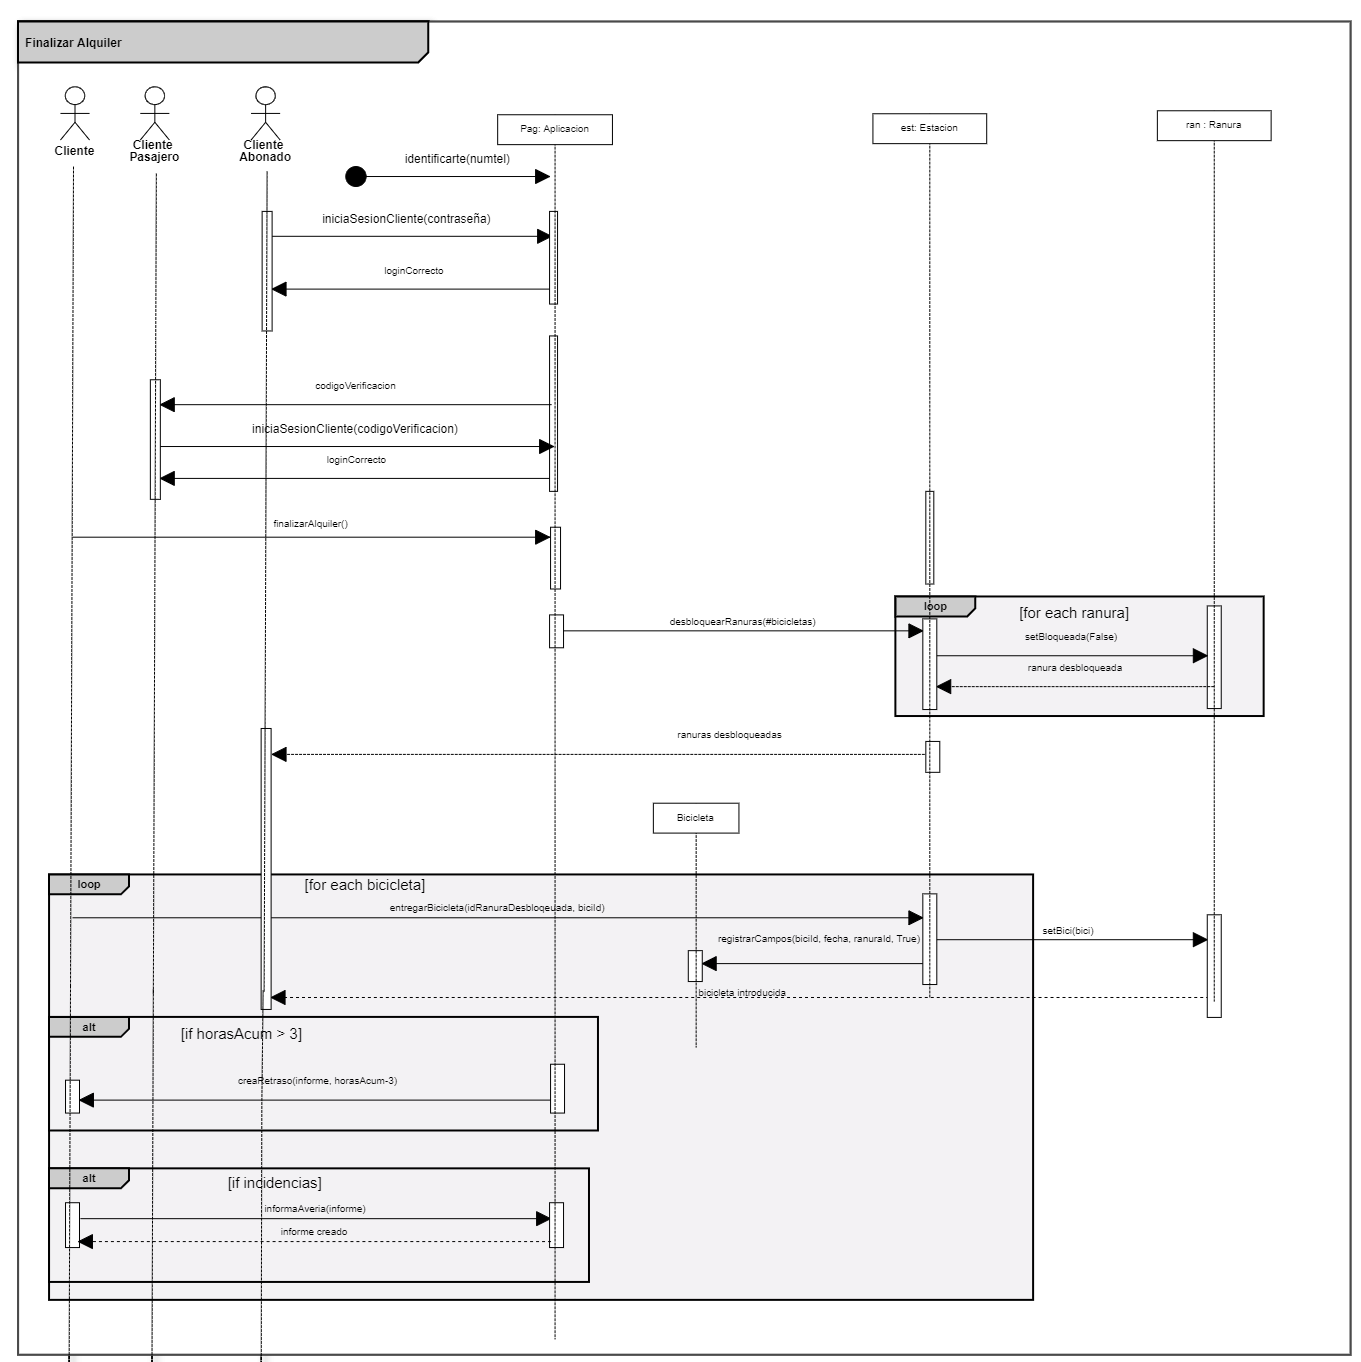 Finalizar Alquiler
Cliente
Cliente
Pasajero
Cliente
Abonado
Pag: Aplicacion
est: Estacion
ran : Ranura
identificarte(numtel)
iniciaSesionCliente(contraseña)
loginCorrecto
codigoVerificacion
iniciaSesionCliente(codigoVerificacion)
loginCorrecto
finalizarAlquiler()
loop
[for each ranura]
desbloquearRanuras(#bicicletas)
setBloqueada(False)
ranura desbloqueada
ranuras desbloqueadas
Bicicleta
loop
[for each bicicleta]
entregarBicicleta(idRanuraDesbloqeuada, biciId)
setBici(bici)
registrarCampos(biciId, fecha, ranuraId, True)
bicicleta introducida
alt
[if horasAcum > 3]
creaRetraso(informe, horasAcum-3)
alt
[if incidencias]
informaAveria(informe)
informe creado